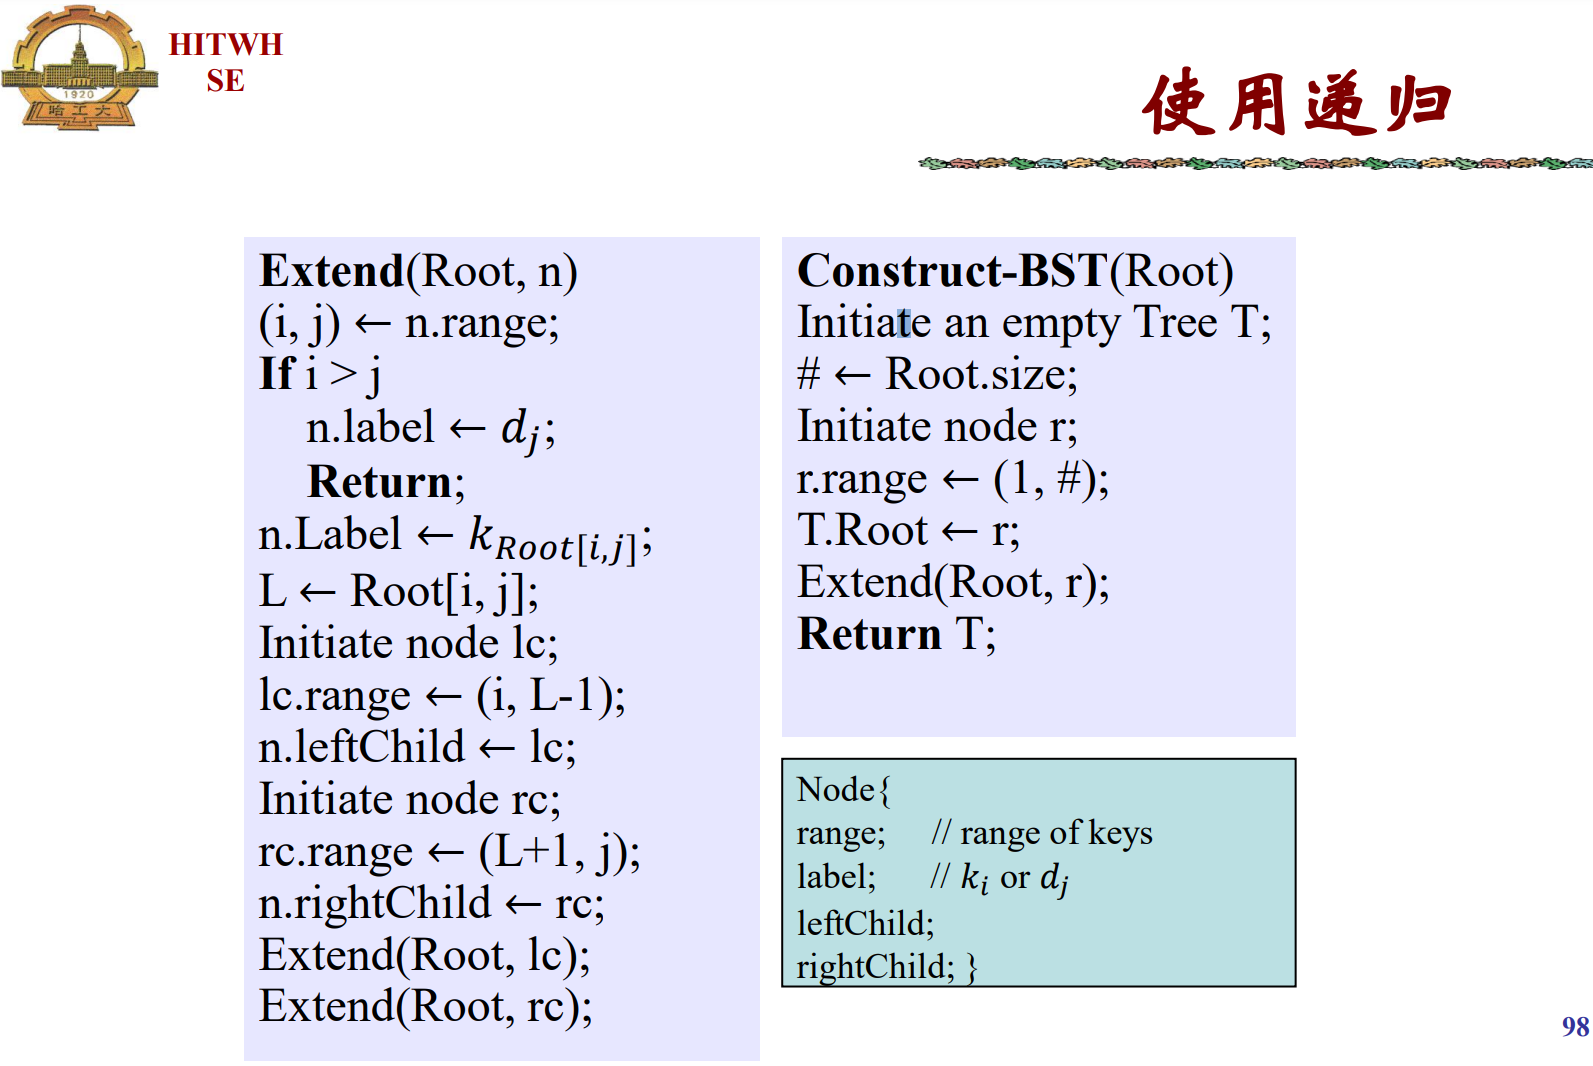 1920
哈工大
HITWH
SE
使用递归
Extend(Root, n)
(i, j) ← n.range;
If i > j
n.label ← d_j;
Return;
n.Label ← k_{Root[i,j]};
L ← Root[i, j];
Initiate node lc;
lc.range ← (i, L-1);
n.leftChild ← lc;
Initiate node rc;
rc.range ← (L+1, j);
n.rightChild ← rc;
Extend(Root, lc);
Extend(Root, rc);
Construct-BST(Root)
Initiate an empty Tree T;
# ← Root.size;
Initiate node r;
r.range ← (1, #);
T.Root ← r;
Extend(Root, r);
Return T;
Node{
range; // range of keys
label; // k_i or d_j
leftChild;
rightChild; }
98